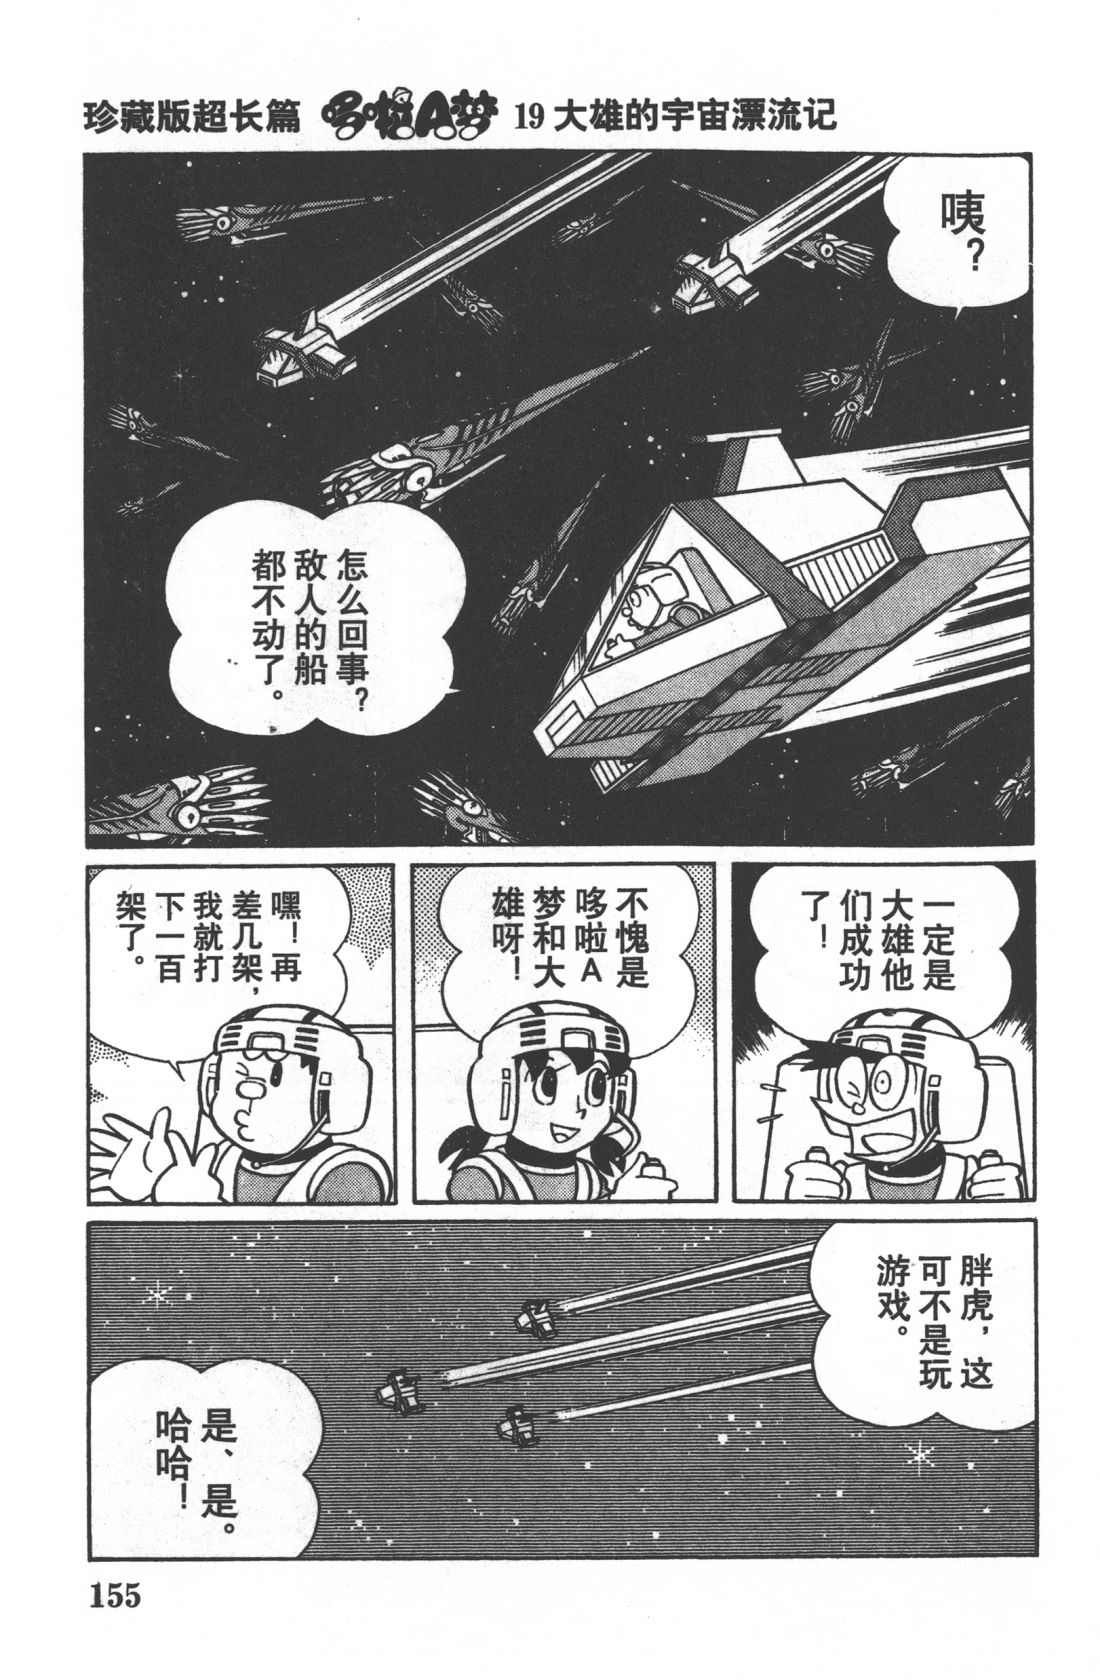 珍藏版超长篇 哆啦A梦 19 大雄的宇宙漂流记
咦?
怎么回事?
敌人的船
都不动了。
一定是
大雄他
们成功
了!
不愧是
哆啦A
梦和大
雄呀!
嘿!再
差几架,
我就打
下一百
架了。
胖虎,这
可不是玩
游戏。
是、是。
哈哈!
155